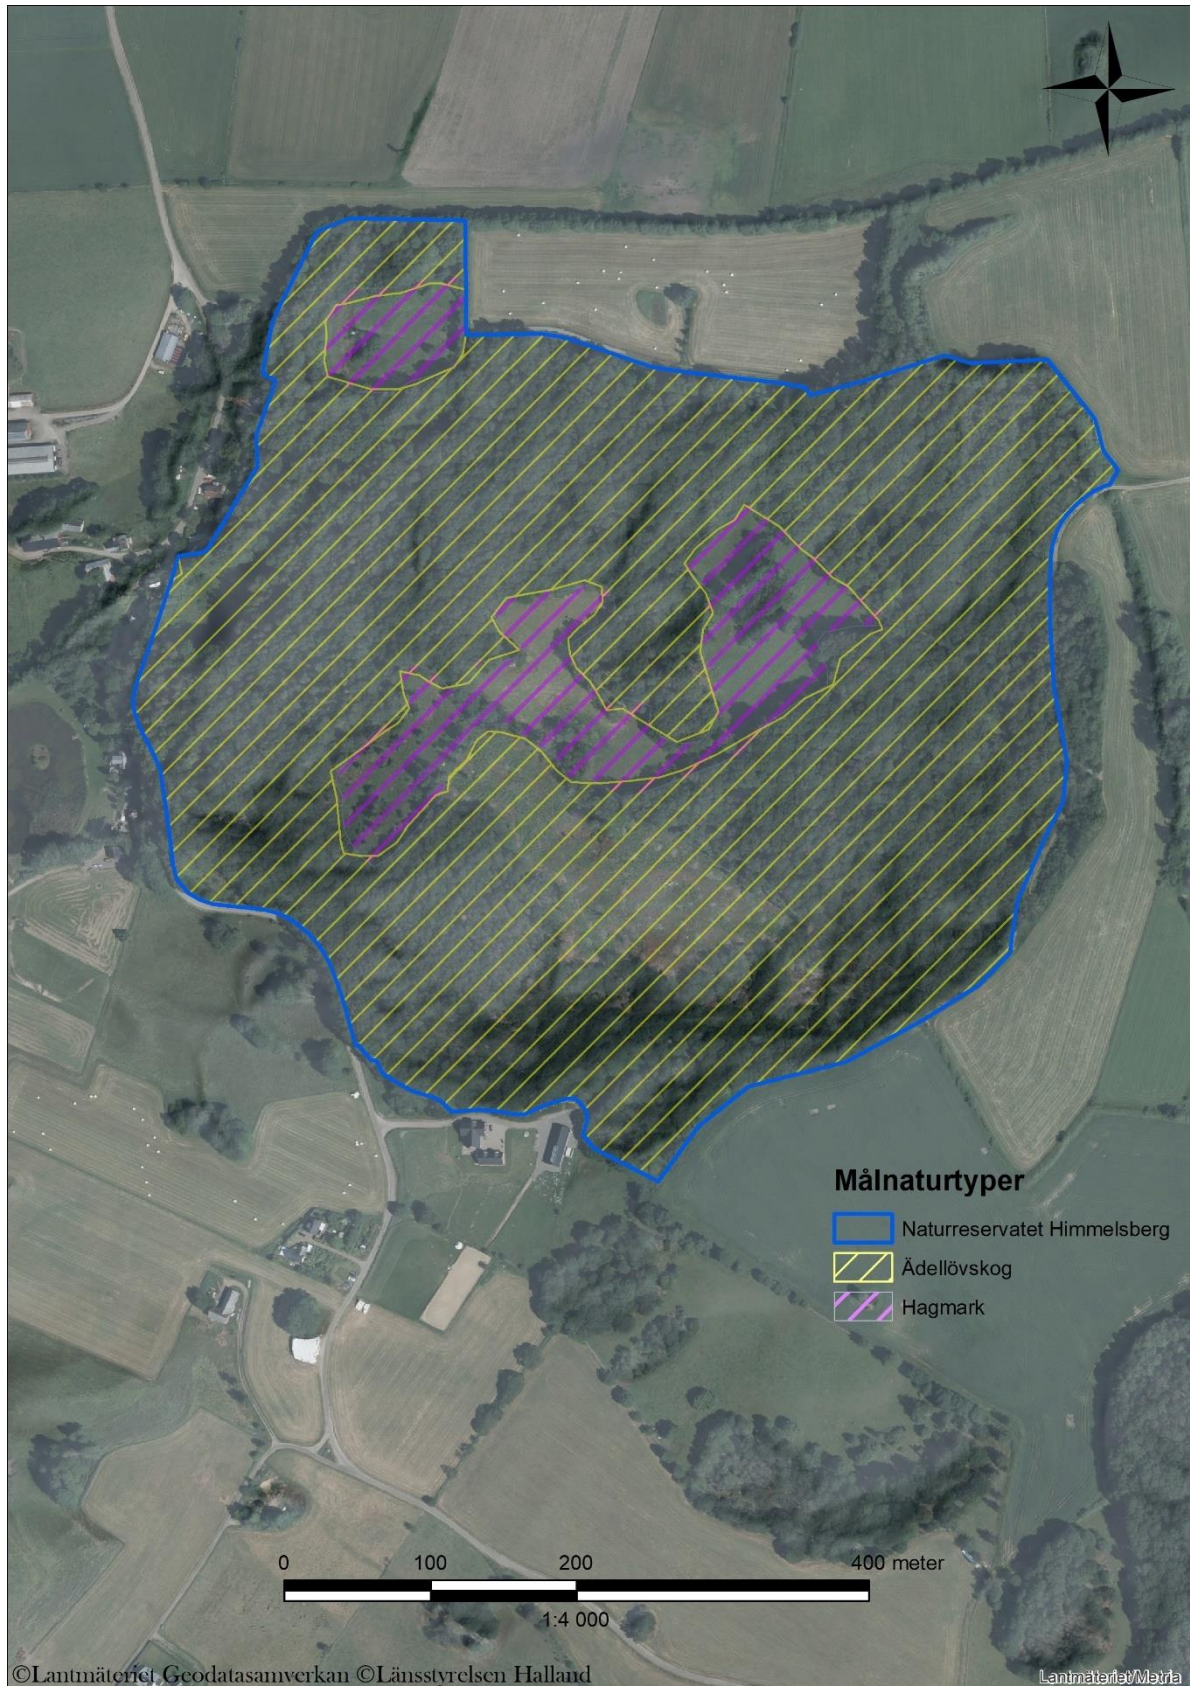 Målnaturtyper
Naturreservatet Himmelsberg
Ädellövskog
Hagmark
0 100 200 400 meter
1:4 000
©Lantmäteriet Geodatasamverkan ©Länsstyrelsen Halland
Lantmäteriet/Metria